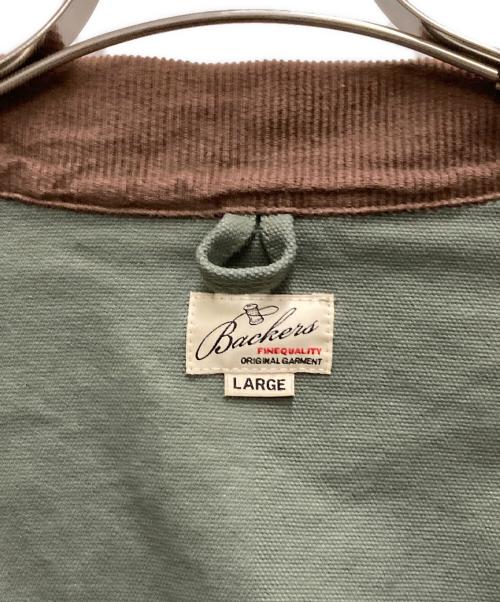 Backers
FINEQUALITY
ORIGINAL GARMENT
LARGE